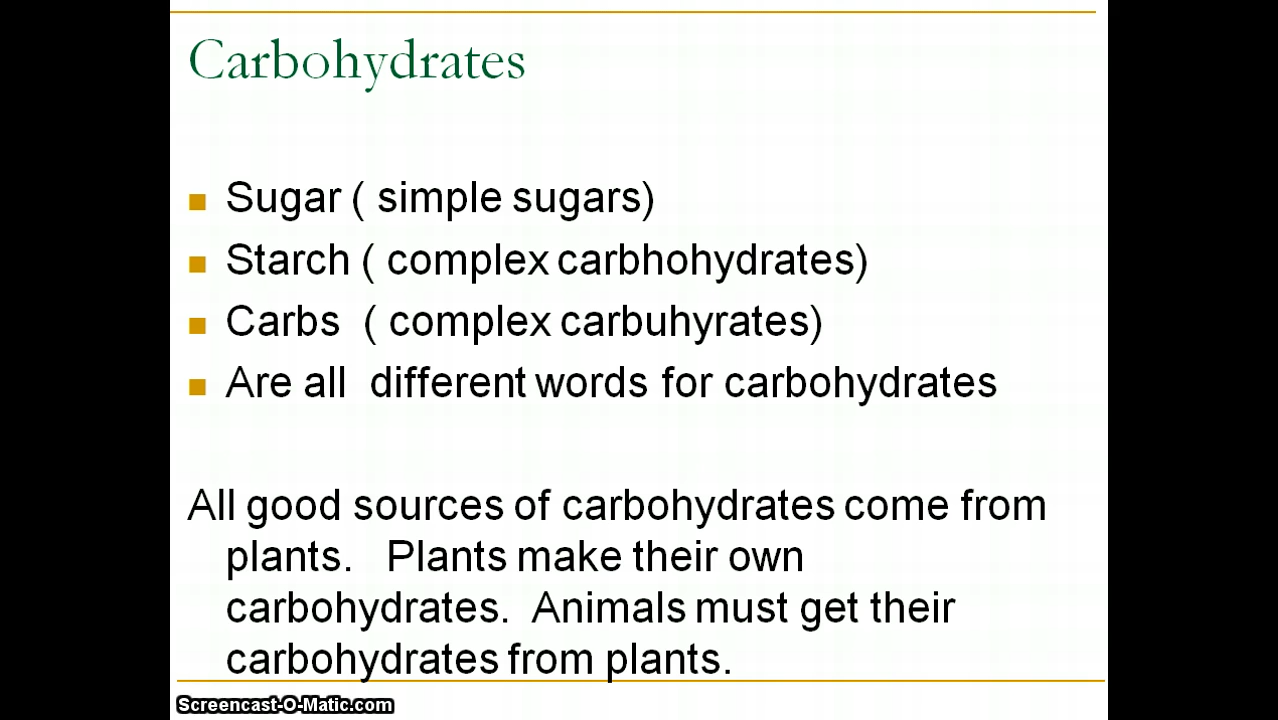 Carbohydrates
Sugar ( simple sugars)
Starch ( complex carbhohydrates)
Carbs  ( complex carbuhyrates)
Are all  different words for carbohydrates
All good sources of carbohydrates come from
plants.   Plants make their own
carbohydrates.  Animals must get their
carbohydrates from plants.
Screencast-O-Matic.com